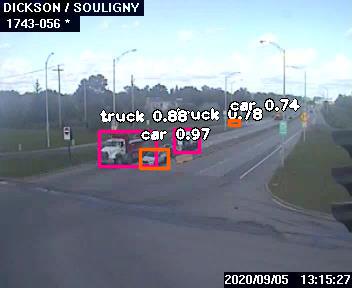 DICKSON / SOULIGNY
1743-056 *
car 0.74
truck 0.88
truck 0.78
car 0.97
2020/09/05 13:15:27